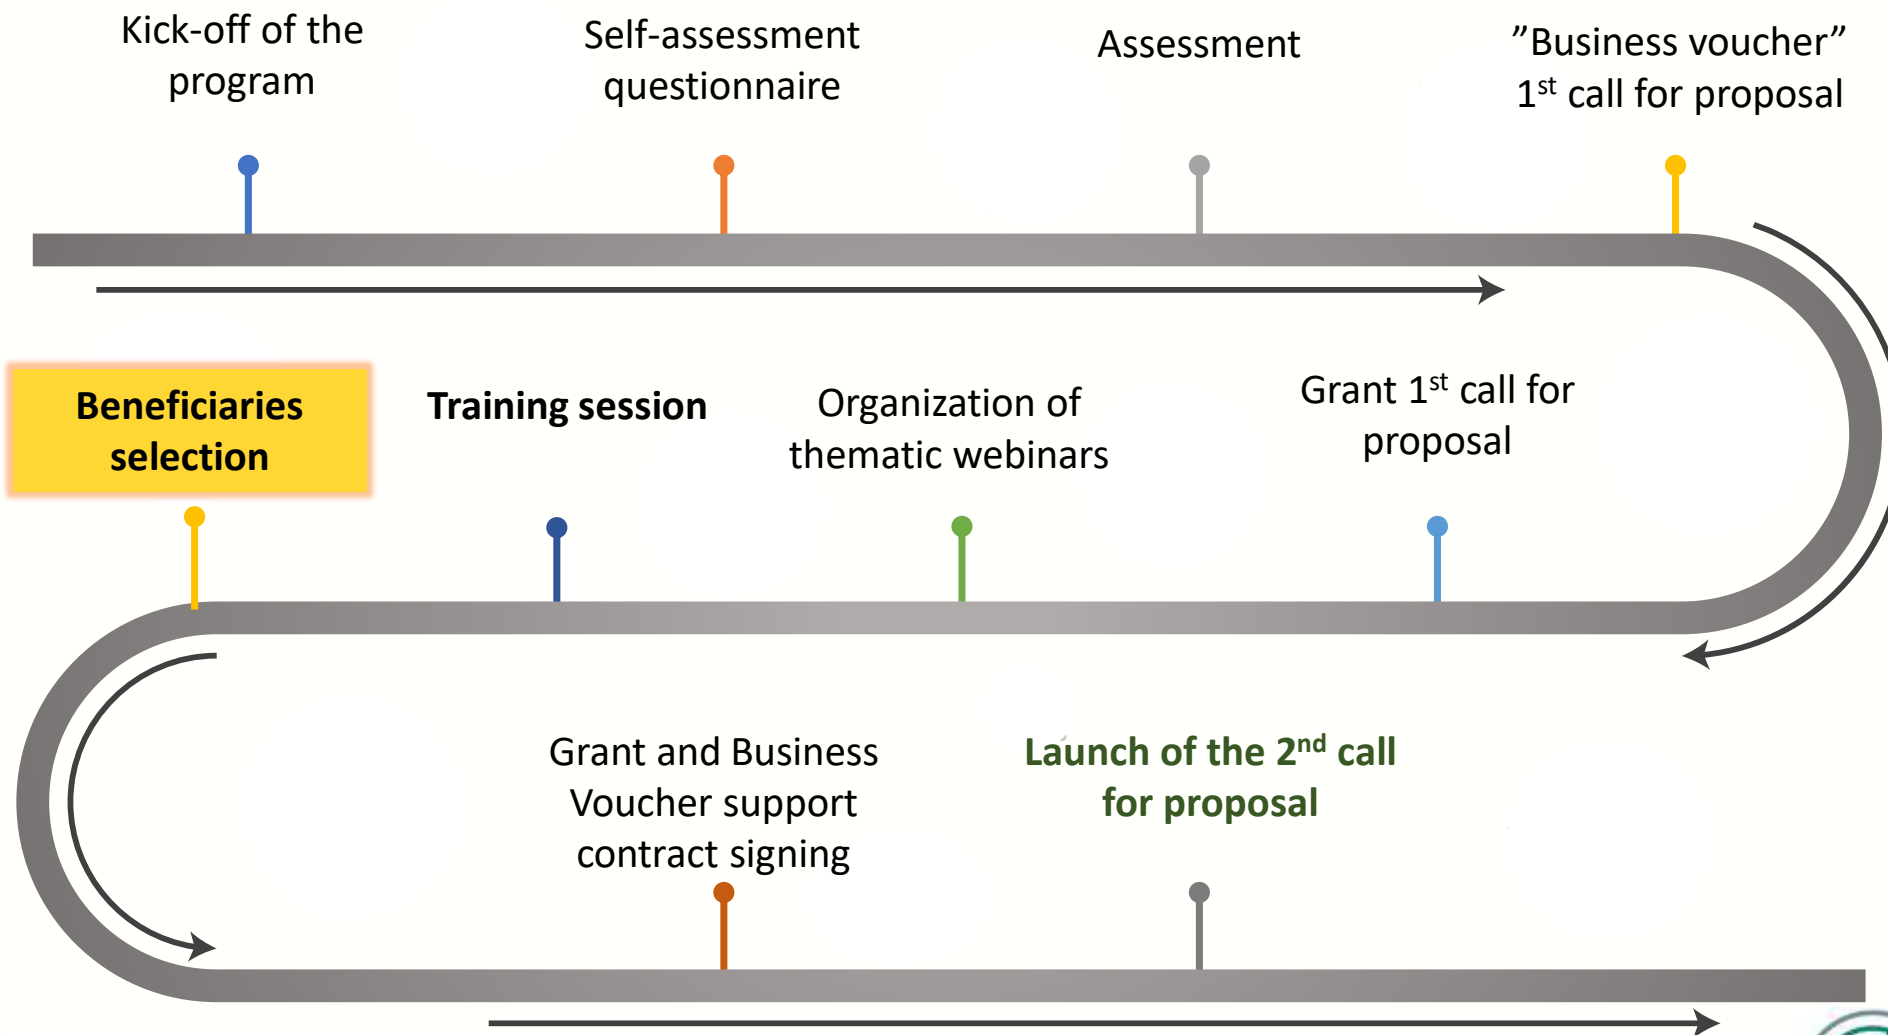 Kick-off of the
program
Self-assessment
questionnaire
Assessment
”Business voucher”
1st call for proposal
Beneficiaries
selection
Training session
Organization of
thematic webinars
Grant 1st call for
proposal
Grant and Business
Voucher support
contract signing
Launch of the 2nd call
for proposal